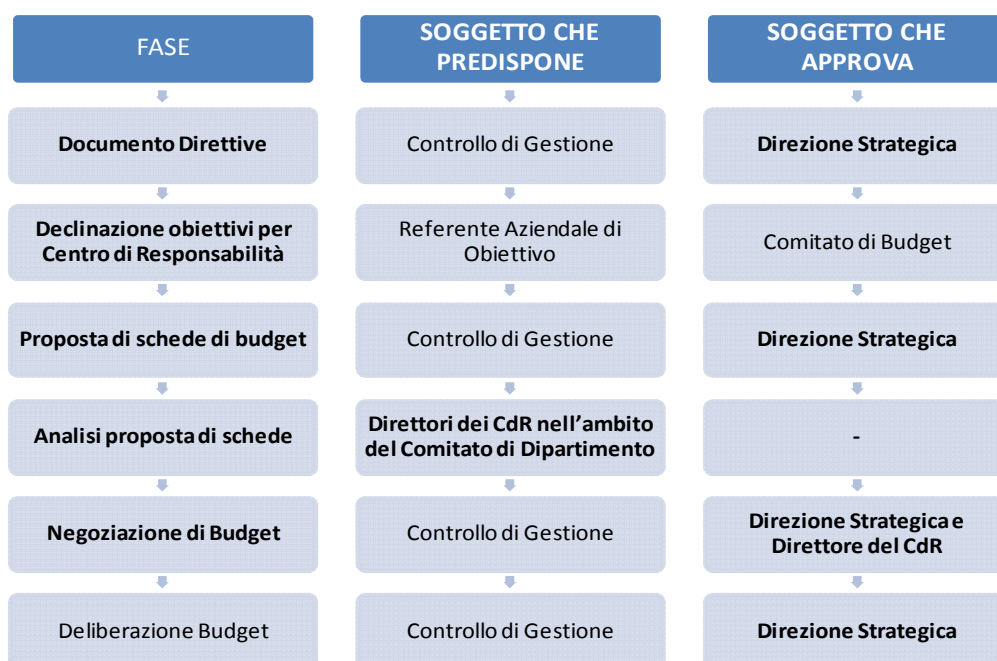 FASE
SOGGETTO CHE
PREDISPONE
SOGGETTO CHE
APPROVA
Documento Direttive
Controllo di Gestione
Direzione Strategica
Declinazione obiettivi per
Centro di Responsabilità
Referente Aziendale di
Obiettivo
Comitato di Budget
Proposta di schede di budget
Controllo di Gestione
Direzione Strategica
Analisi proposta di schede
Direttori dei CdR nell’ambito
del Comitato di Dipartimento
-
Negoziazione di Budget
Controllo di Gestione
Direzione Strategica e
Direttore del CdR
Deliberazione Budget
Controllo di Gestione
Direzione Strategica